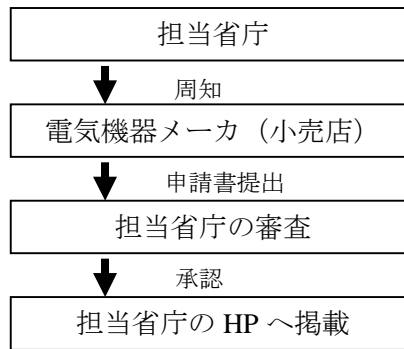 担当省庁
周知
電気機器メーカ（小売店）
申請書提出
担当省庁の審査
承認
担当省庁の HP へ掲載